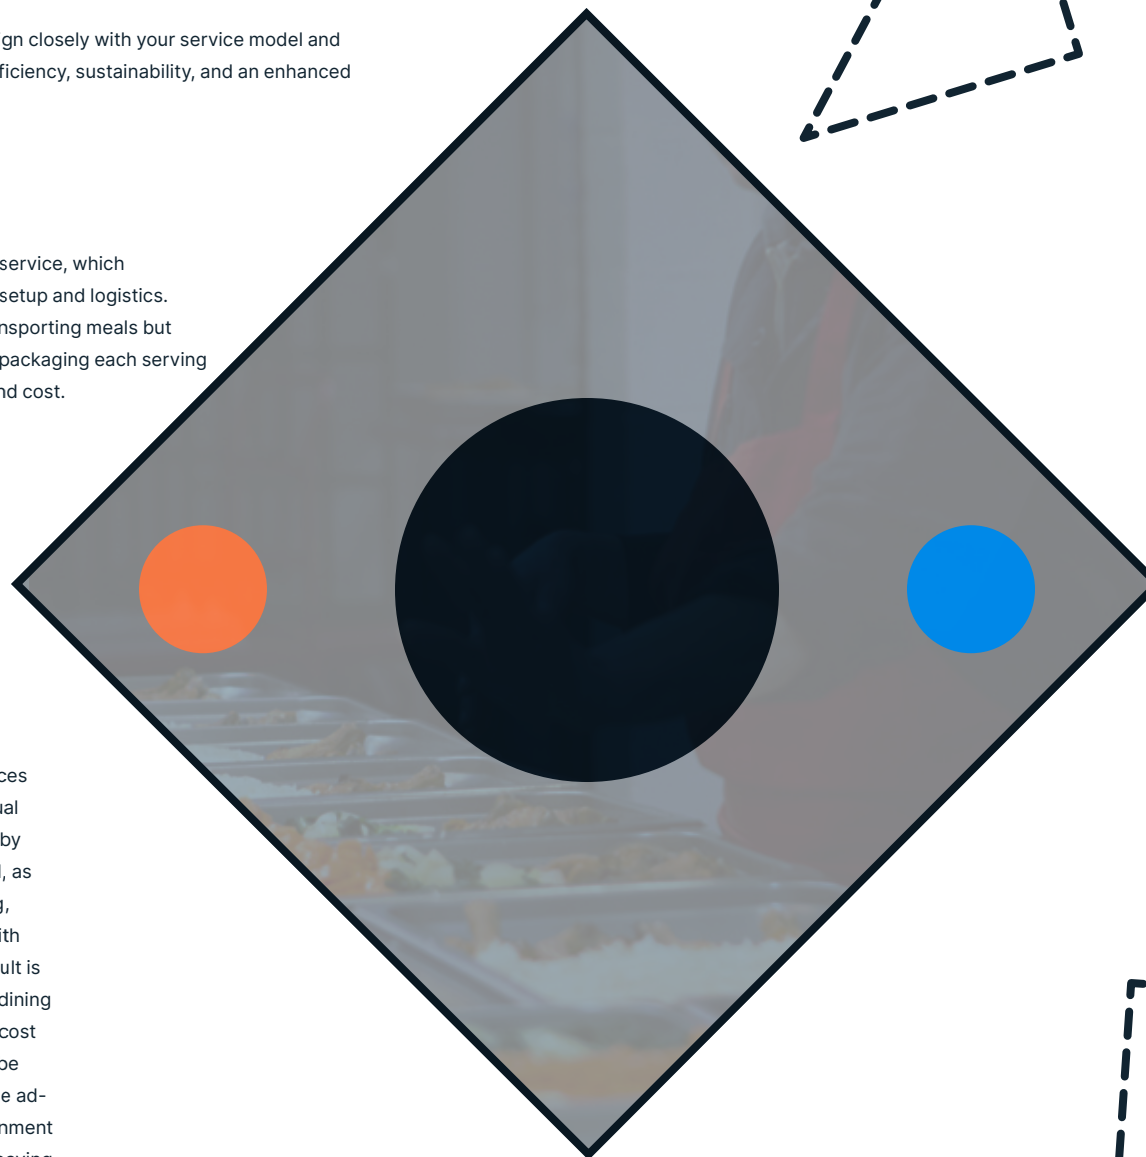 gn closely with your service model and
ficiency, sustainability, and an enhanced
service, which
setup and logistics.
nsporting meals but
packaging each serving
nd cost.
ces
ual
by
, as
g,
ith
ult is
dining
cost
be
e ad-
nment